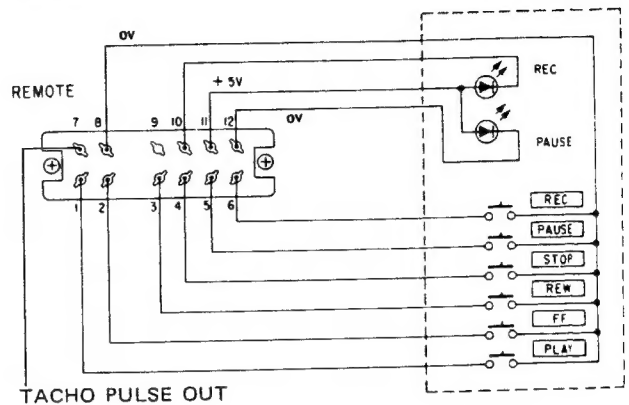 0V
REC
+ 5V
REMOTE
0V
7 8 9 10 11 12
PAUSE
1 2 3 4 5 6
REC
PAUSE
STOP
REW
FF
PLAY
TACHO PULSE OUT